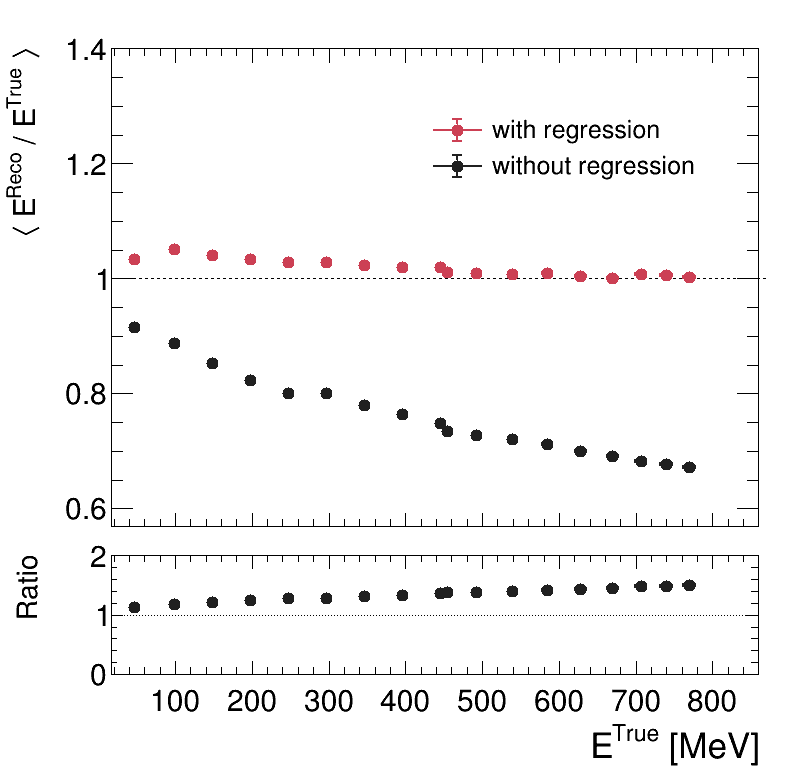 ⟨ E^Reco / E^True ⟩
1.4
1.2
1
0.8
0.6
with regression
without regression
Ratio
2
1
0
100 200 300 400 500 600 700 800
E^True [MeV]